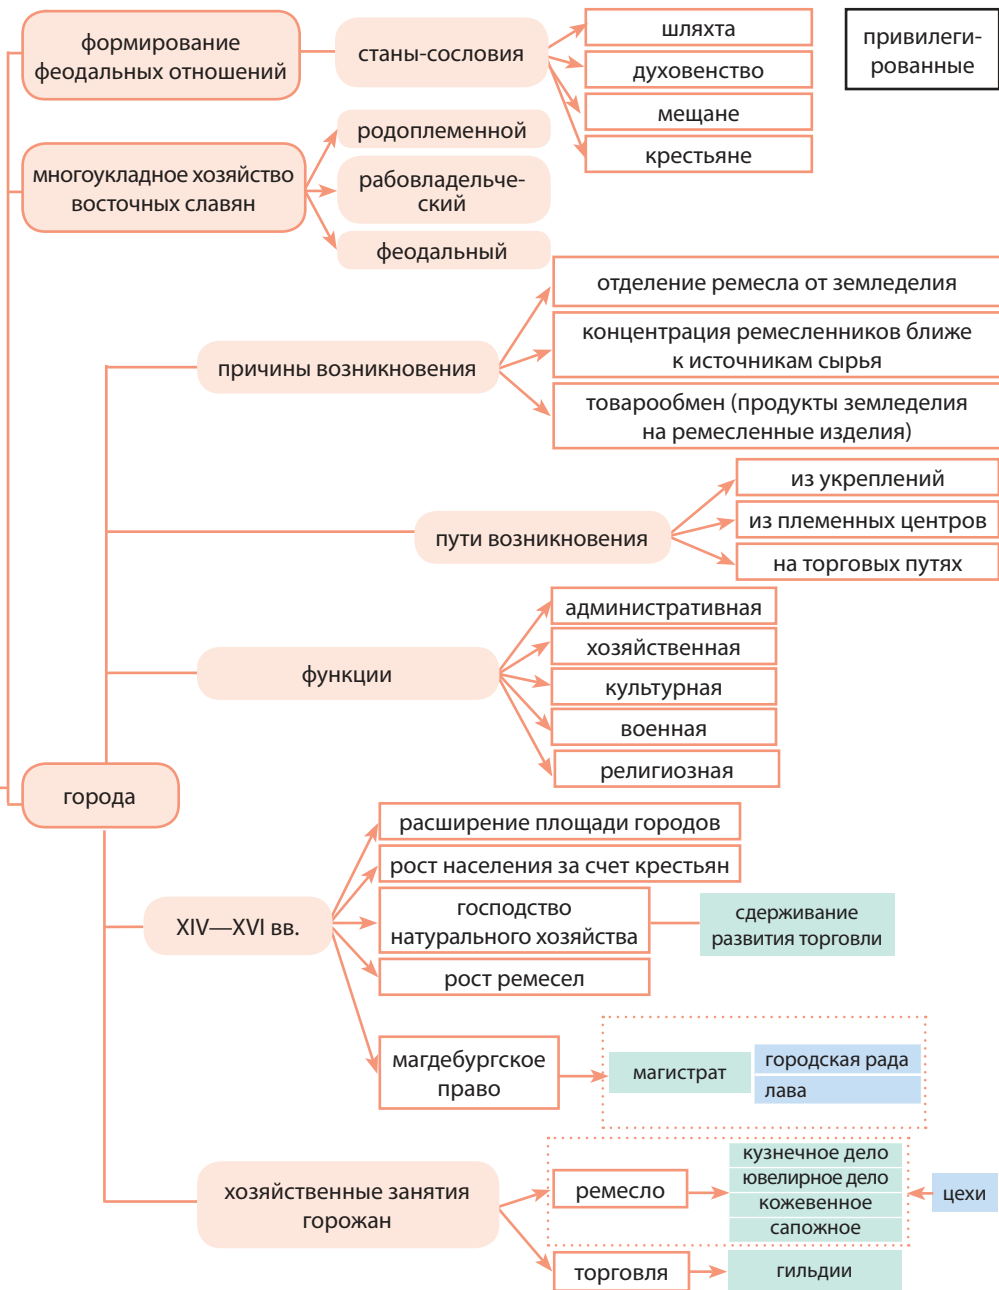 формирование
феодальных отношений
станы-сословия
шляхта
духовенство
мещане
крестьяне
привилеги-
рованные
многоукладное хозяйство
восточных славян
родоплеменной
рабовладельче-
ский
феодальный
причины возникновения
отделение ремесла от земледелия
концентрация ремесленников ближе
к источникам сырья
товарообмен (продукты земледелия
на ремесленные изделия)
пути возникновения
из укреплений
из племенных центров
на торговых путях
функции
административная
хозяйственная
культурная
военная
религиозная
города
XIV—XVI вв.
расширение площади городов
рост населения за счет крестьян
господство
натурального хозяйства
сдерживание
развития торговли
рост ремесел
магдебургское
право
магистрат
городская рада
лава
хозяйственные занятия
горожан
ремесло
кузнечное дело
ювелирное дело
кожевенное
сапожное
цехи
торговля
гильдии